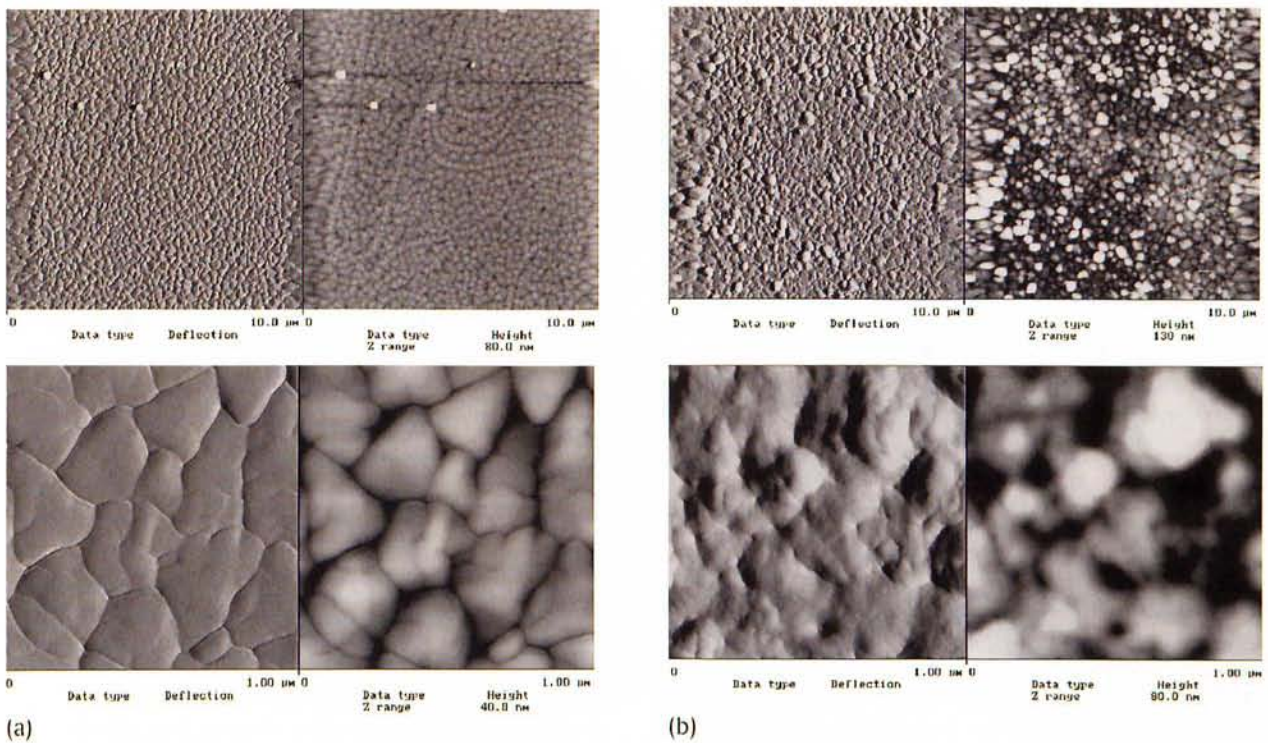 0 10.0 μm 0 10.0 μm
Data type Deflection Data type Height
Z range 80.0 nm
0 1.00 μm 0 1.00 μm
Data type Deflection Data type Height
Z range 40.0 nm
(a)
0 10.0 μm 0 10.0 μm
Data type Deflection Data type Height
Z range 130 nm
0 1.00 μm 0 1.00 μm
Data type Deflection Data type Height
Z range 80.0 nm
(b)